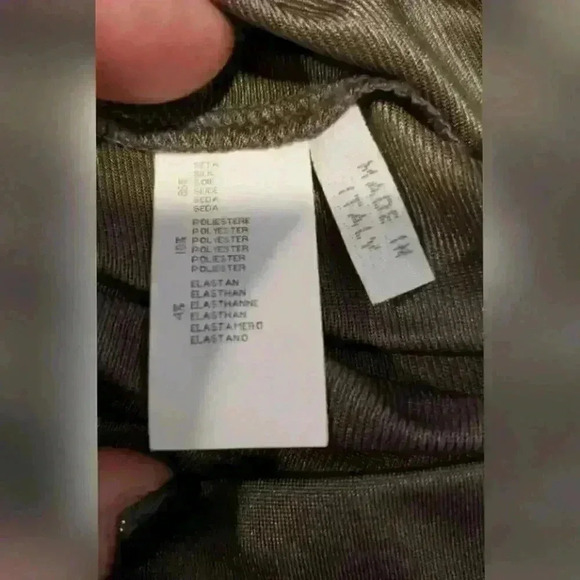 SETA
SILK
SOIE
SEIDE
SEDA
SEDA
POLIESTERE
POLYESTER
POLYESTER
POLYESTER
POLIESTER
POLIESTER
4%
ELASTAN
ELASTHAN
ELASTHANNE
ELASTHAN
ELASTAMERO
ELASTANO
MADE IN
ITALY